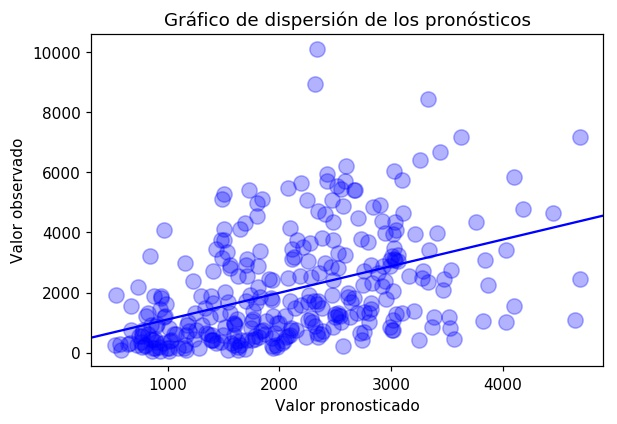 Gráfico de dispersión de los pronósticos
10000
8000
6000
4000
2000
0
Valor observado
1000 2000 3000 4000
Valor pronosticado